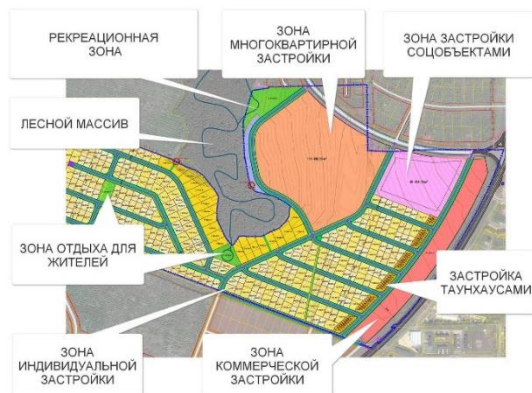 РЕКРЕАЦИОННАЯ
ЗОНА
ЗОНА
МНОГОКВАРТИРНОЙ
ЗАСТРОЙКИ
ЗОНА ЗАСТРОЙКИ
СОЦОБЪЕКТАМИ
ЛЕСНОЙ МАССИВ
ЗОНА ОТДЫХА ДЛЯ
ЖИТЕЛЕЙ
ЗАСТРОЙКА
ТАУНХАУСАМИ
ЗОНА
ИНДИВИДУАЛЬНОЙ
ЗАСТРОЙКИ
ЗОНА
КОММЕРЧЕСКОЙ
ЗАСТРОЙКИ